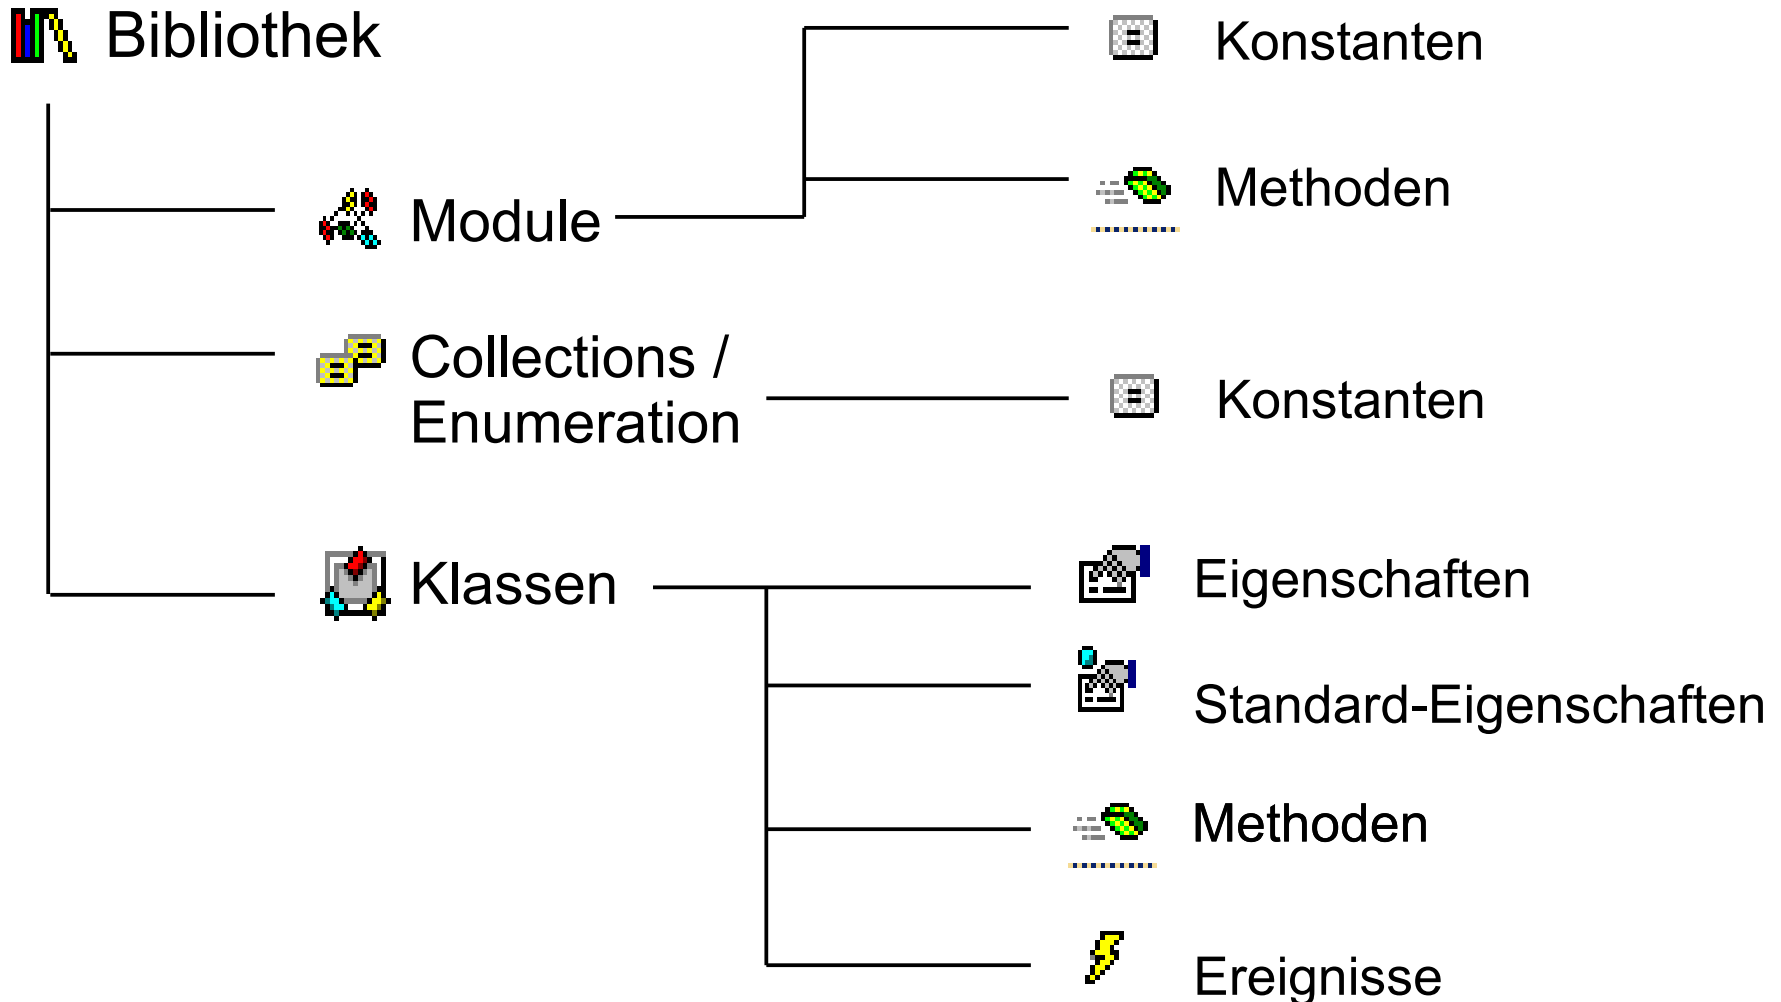 Bibliothek
Konstanten
Methoden
Module
Collections /
Enumeration
Konstanten
Klassen
Eigenschaften
Standard-Eigenschaften
Methoden
Ereignisse